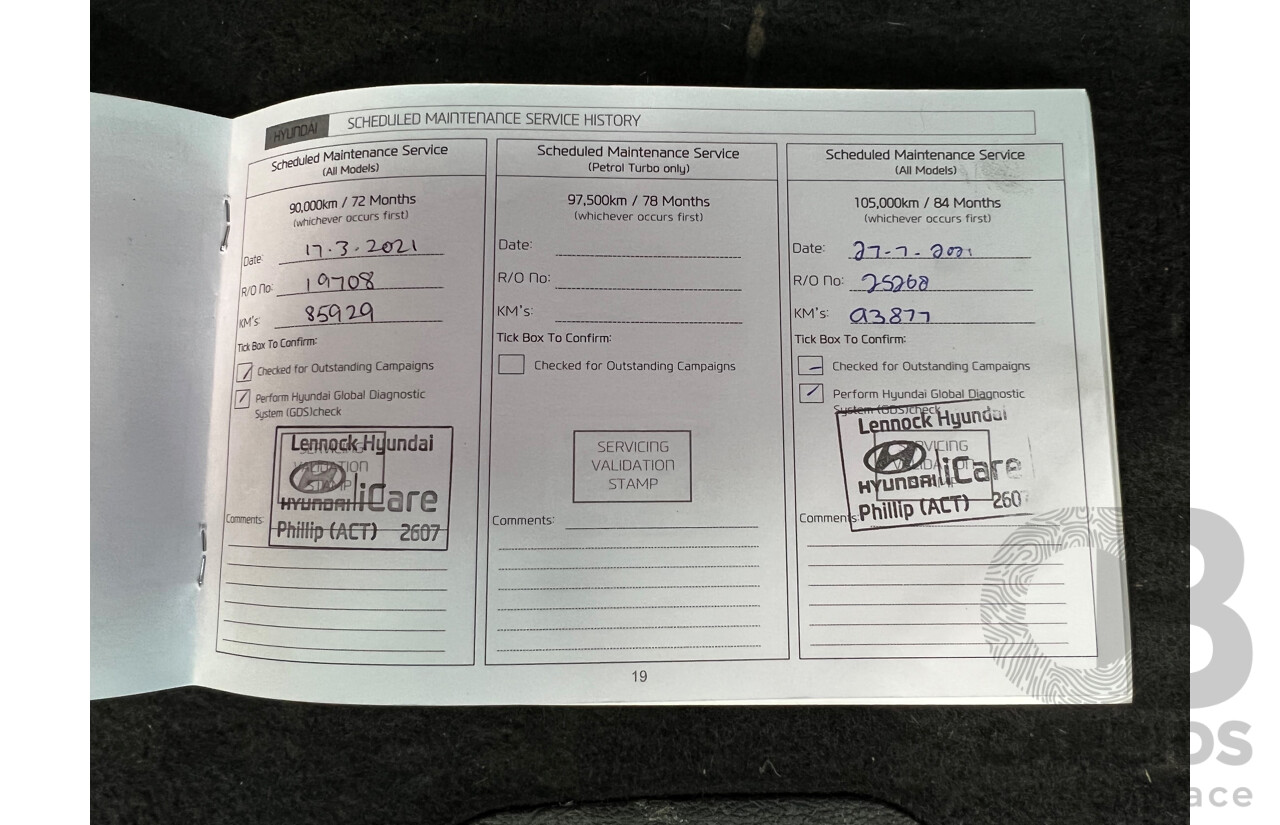 HYUNDAI SCHEDULED MAINTENANCE SERVICE HISTORY
Scheduled Maintenance Service
(All Models)
90,000km / 72 Months
(whichever occurs first)
Date: 17.3.2021
R/O No: 19708
KM's: 85929
Tick Box To Confirm:
Checked for Outstanding Campaigns
Perform Hyundai Global Diagnostic
System (GDS)check
Lennock Hyundai
SERVICING
VALIDATION
STAMP
HYUNDAI iCare
Phillip (ACT) 2607
Comments:
Scheduled Maintenance Service
(Petrol Turbo only)
97,500km / 78 Months
(whichever occurs first)
Date:
R/O No:
KM's:
Tick Box To Confirm:
Checked for Outstanding Campaigns
SERVICING
VALIDATION
STAMP
Comments:
Scheduled Maintenance Service
(All Models)
105,000km / 84 Months
(whichever occurs first)
Date: 27-7-2021
R/O No: 25268
KM's: 93877
Tick Box To Confirm:
Checked for Outstanding Campaigns
Perform Hyundai Global Diagnostic
System (GDS)check
Lennock Hyundai
HYUNDAI iCare
Phillip (ACT) 2607
Comments:
19